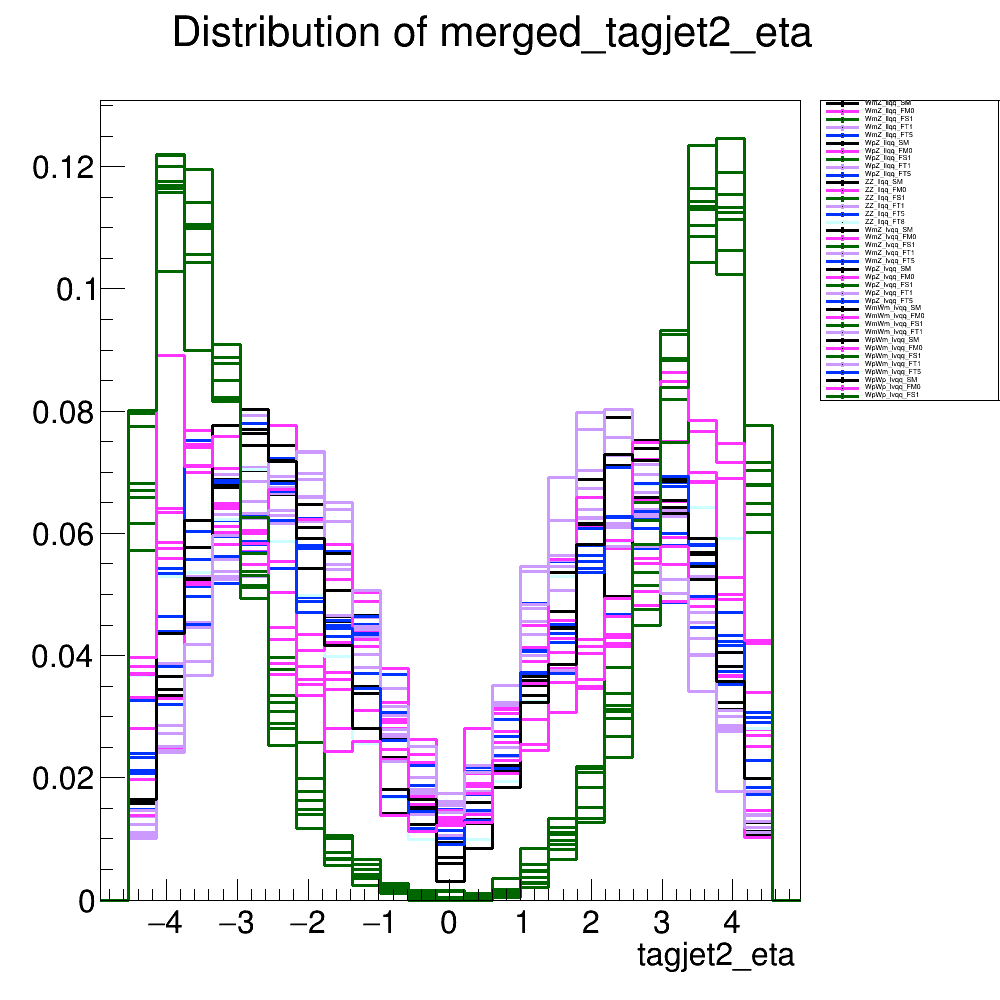 Distribution of merged_tagjet2_eta
0.12
0.1
0.08
0.06
0.04
0.02
0
−4 −3 −2 −1 0 1 2 3 4
tagjet2_eta
WmZ_llqq_SM
WmZ_llqq_FM0
WmZ_llqq_FS1
WmZ_llqq_FT1
WmZ_llqq_FT5
WpZ_llqq_SM
WpZ_llqq_FM0
WpZ_llqq_FS1
WpZ_llqq_FT1
WpZ_llqq_FT5
ZZ_llqq_SM
ZZ_llqq_FM0
ZZ_llqq_FS1
ZZ_llqq_FT1
ZZ_llqq_FT5
ZZ_llqq_FT8
WmZ_lvqq_SM
WmZ_lvqq_FM0
WmZ_lvqq_FS1
WmZ_lvqq_FT1
WmZ_lvqq_FT5
WpZ_lvqq_SM
WpZ_lvqq_FM0
WpZ_lvqq_FS1
WpZ_lvqq_FT1
WpZ_lvqq_FT5
WmWm_lvqq_SM
WmWm_lvqq_FM0
WmWm_lvqq_FS1
WmWm_lvqq_FT1
WpWm_lvqq_SM
WpWm_lvqq_FM0
WpWm_lvqq_FS1
WpWm_lvqq_FT1
WpWm_lvqq_FT5
WpWp_lvqq_SM
WpWp_lvqq_FM0
WpWp_lvqq_FS1